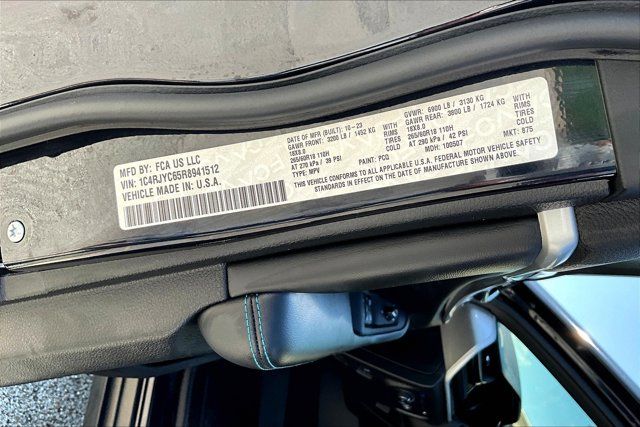 MFD BY: FCA US LLC
VIN: 1C4RJYC65R8941512
VEHICLE MADE IN U.S.A.
DATE OF MFR (BUILT): 10-23
GAWR FRONT: 3200 LB / 1452 KG WITH
18X8.0 RIMS
265/60R18 110H TIRES
AT 270 kPa / 39 PSI COLD
TYPE: MPV PAINT: PCQ
GVWR: 6900 LB / 3130 KG
GAWR REAR: 3800 LB / 1724 KG WITH
18X8.0 RIMS
265/60R18 110H TIRES
AT 290 kPa / 42 PSI COLD
MDH: 100507 MKT: 875
CONFORMS TO ALL APPLICABLE U.S.A. FEDERAL MOTOR VEHICLE SAFETY
STANDARDS IN EFFECT ON THE DATE OF MANUFACTURE SHOWN ABOVE.